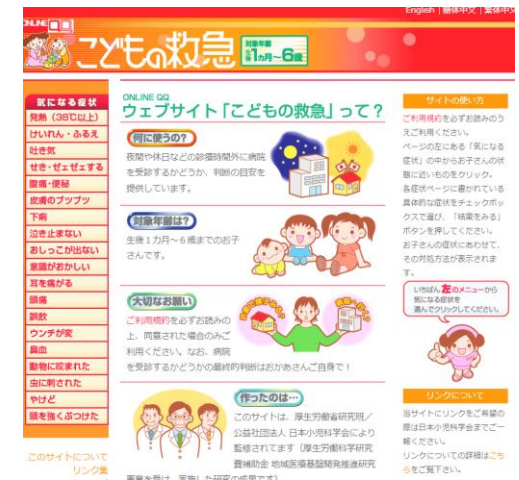 English | 簡体中文 | 繁体中文
ONLINE QQ
こどもの救急
対象年齢
生後1ヵ月～6歳
気になる症状
発熱（38℃以上）
けいれん・ふるえ
吐き気
せき・ぜェぜェする
腹痛・便秘
皮膚のブツブツ
下痢
泣き止まない
おしっこが出ない
意識がおかしい
耳を痛がる
頭痛
誤飲
ウンチが変
鼻血
動物に咬まれた
虫に刺された
やけど
頭を強くぶつけた
このサイトについて
リンク集
ONLINE QQ
ウェブサイト「こどもの救急」って？
何に使うの？
夜間や休日などの診療時間外に病院
を受診するかどうか、判断の目安を
提供しています。
対象年齢は？
生後１カ月～６歳までのお子
さんです。
大切なお願い
ご利用規約を必ずお読みの
上、同意された場合のみご
利用ください。なお、病院
を受診するかどうかの最終的判断はおかあさんご自身で！
作ったのは…
このサイトは、厚生労働省研究班／
公益社団法人 日本小児科学会により
監修されてます（厚生労働科学研究
費補助金 地域医療基盤開発推進研究
事業を受け、実施した研究の成果です）
サイトの使い方
ご利用規約を必ずお読みのう
えご利用ください。
ページの左にある「気になる
症状」の中からお子さんの状
態に近いものをクリック。
各症状ページに書かれている
具体的な症状をチェックボッ
クスで選び、「結果をみる」
ボタンを押してください。
お子さんの症状にあわせて、
その対処方法が表示されま
す。
いちばん左のメニューから
気になる症状を
選んでクリックしてください。
リンクについて
当サイトにリンクをご希望の
際は日本小児科学会までご一
報ください。
リンクについての詳細はこち
らをご覧下さい。